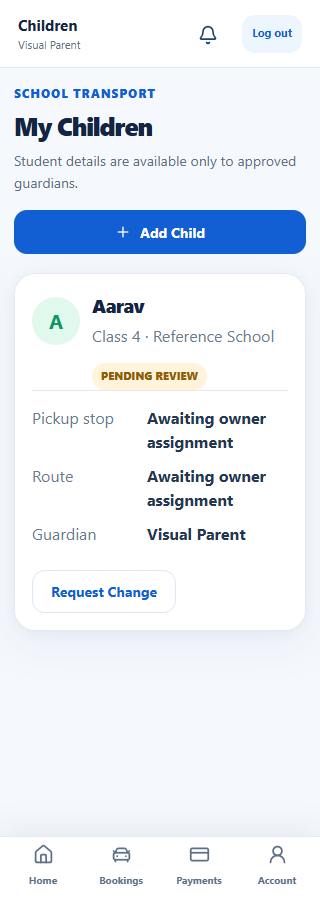 Children
Visual Parent
Log out
SCHOOL TRANSPORT
My Children
Student details are available only to approved
guardians.
+ Add Child
A
Aarav
Class 4 · Reference School
PENDING REVIEW
Pickup stop
Awaiting owner
assignment
Route
Awaiting owner
assignment
Guardian
Visual Parent
Request Change
Home
Bookings
Payments
Account